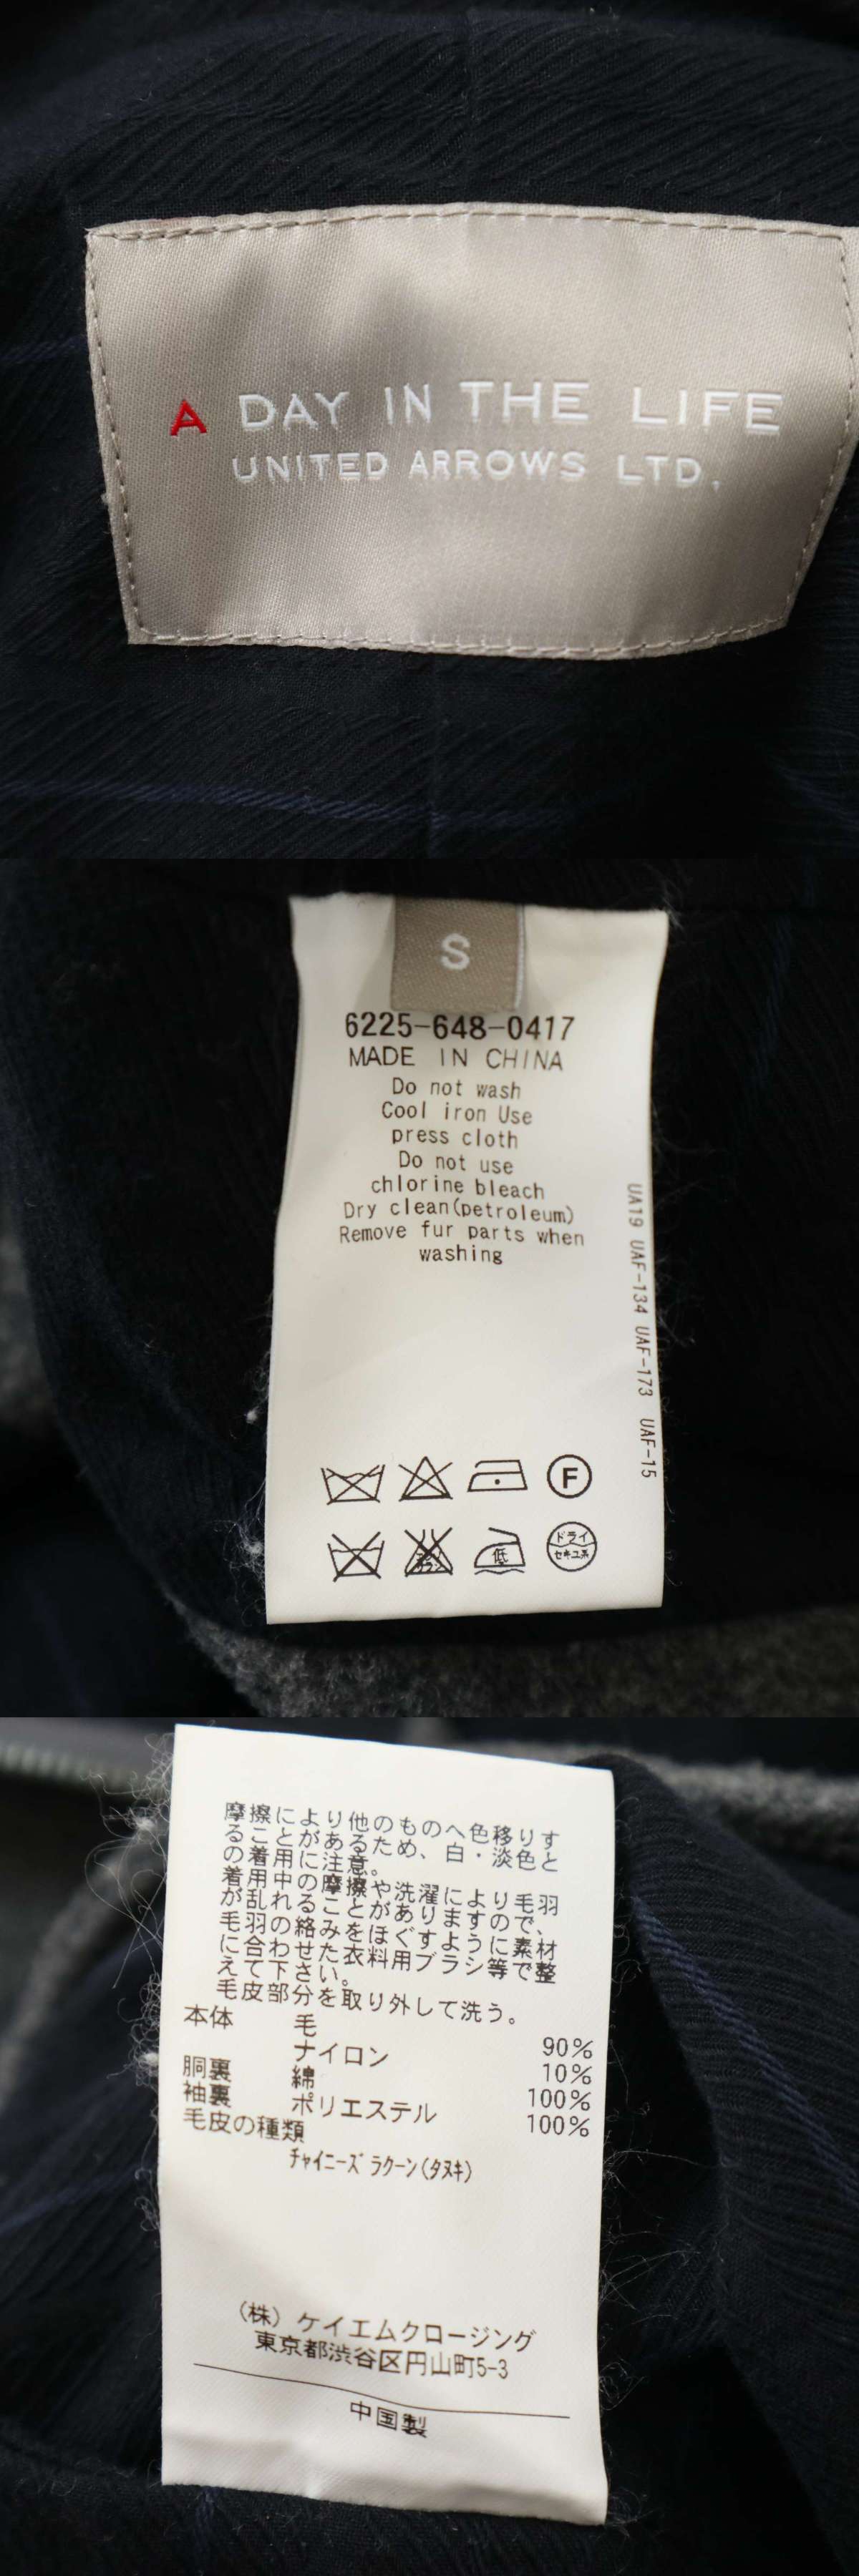 A DAY IN THE LIFE
UNITED ARROWS LTD.
S
6225-648-0417
MADE IN CHINA
Do not wash
Cool iron Use
press cloth
Do not use
chlorine bleach
Dry clean(petroleum)
Remove fur parts when
washing
UA19 UAF-134 UAF-173 UAF-15
F
低
ドライ
セキユ系
摩擦により他のものへ色移りす
ることがあるため、白・淡色と
の着用に注意。
着用中の摩擦や洗濯により毛羽
が乱れることがありますので、
毛羽の絡みをほぐすように素材
に合わせた衣料用ブラシ等で整
えて下さい。
毛皮部分を取り外して洗う。
本体 毛 90%
ナイロン 10%
胴裏 綿 100%
袖裏 ポリエステル 100%
毛皮の種類
チャイニーズラクーン(タヌキ)
(株)ケイエムクロージング
東京都渋谷区円山町5-3
中国製